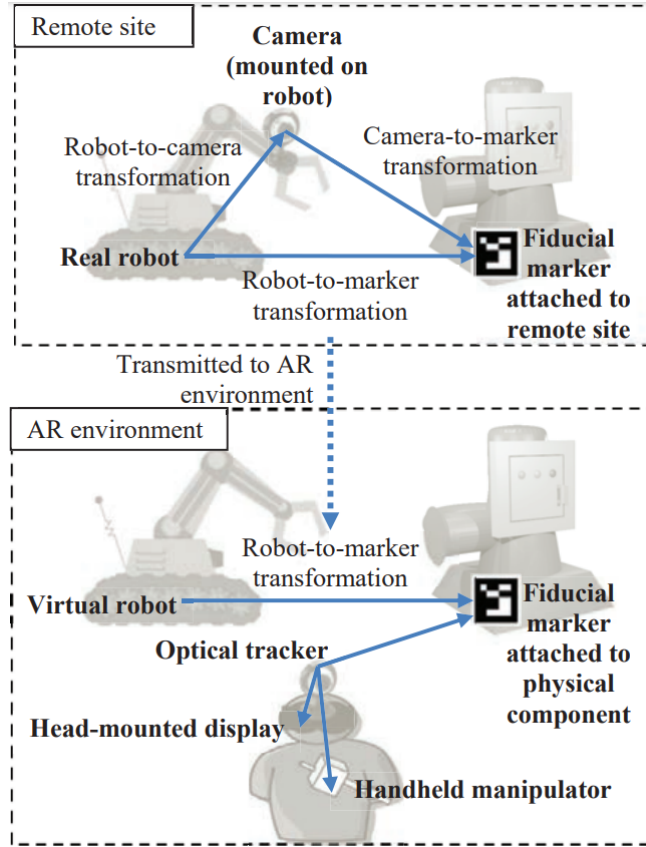 Remote site
Camera
(mounted on
robot)
Robot-to-camera
transformation
Camera-to-marker
transformation
Real robot
Robot-to-marker
transformation
Fiducial
marker
attached to
remote site
Transmitted to AR
environment
AR environment
Robot-to-marker
transformation
Virtual robot
Fiducial
marker
attached to
physical
component
Optical tracker
Head-mounted display
Handheld manipulator